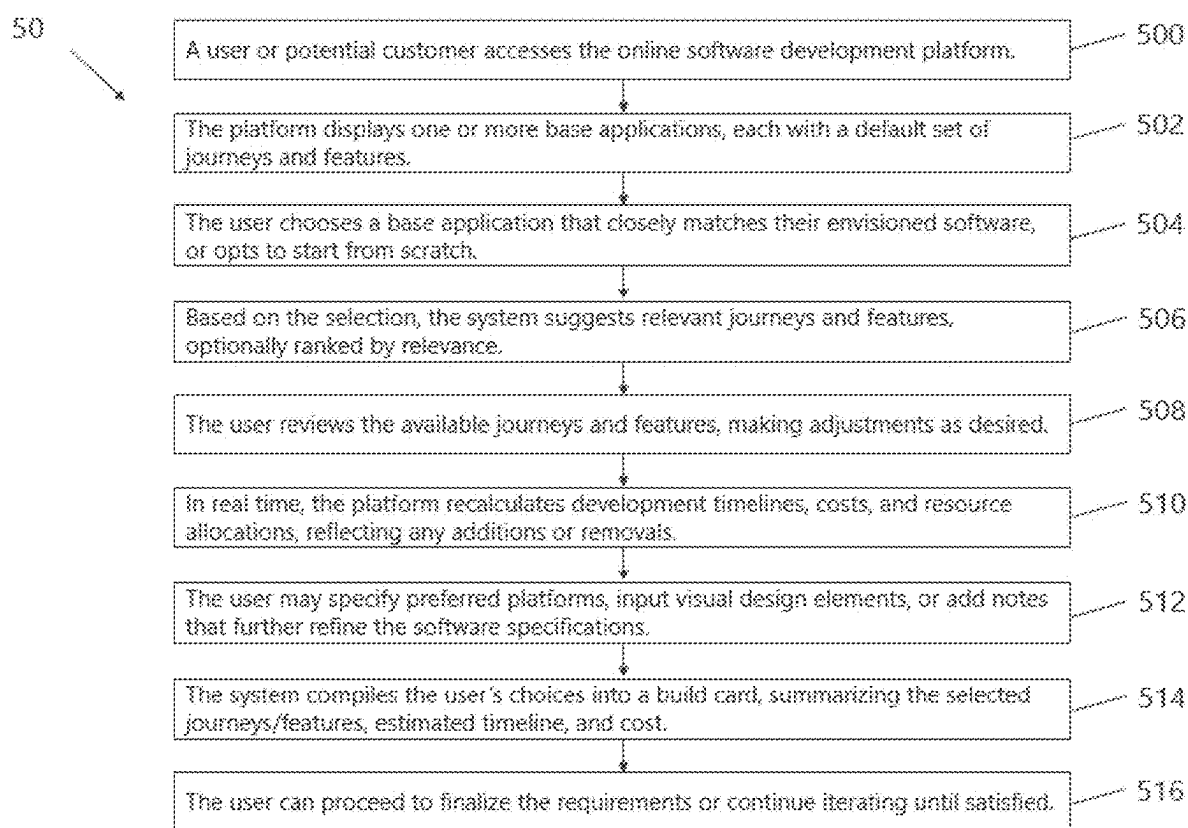 50
A user or potential customer accesses the online software development platform.
500
The platform displays one or more base applications, each with a default set of
journeys and features.
502
The user chooses a base application that closely matches their envisioned software,
or opts to start from scratch.
504
Based on the selection, the system suggests relevant journeys and features,
optionally ranked by relevance.
506
The user reviews the available journeys and features, making adjustments as desired.
508
In real time, the platform recalculates development timelines, costs, and resource
allocations, reflecting any additions or removals.
510
The user may specify preferred platforms, input visual design elements, or add notes
that further refine the software specifications.
512
The system compiles the user's choices into a build card, summarizing the selected
journeys/features, estimated timeline, and cost.
514
The user can proceed to finalize the requirements or continue iterating until satisfied.
516